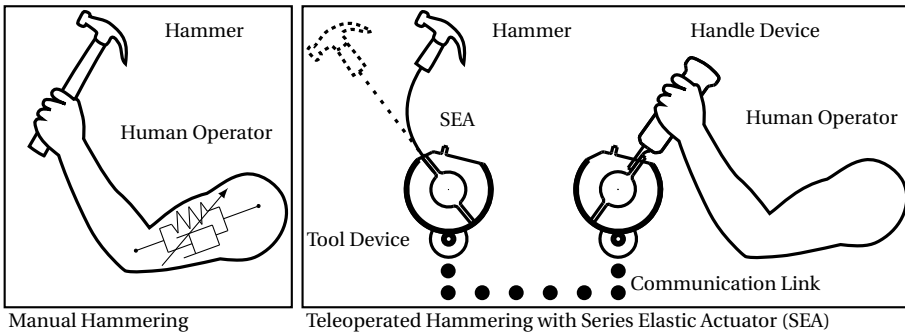 Hammer
Human Operator
Manual Hammering
Hammer
Handle Device
SEA
Human Operator
Tool Device
Communication Link
Teleoperated Hammering with Series Elastic Actuator (SEA)